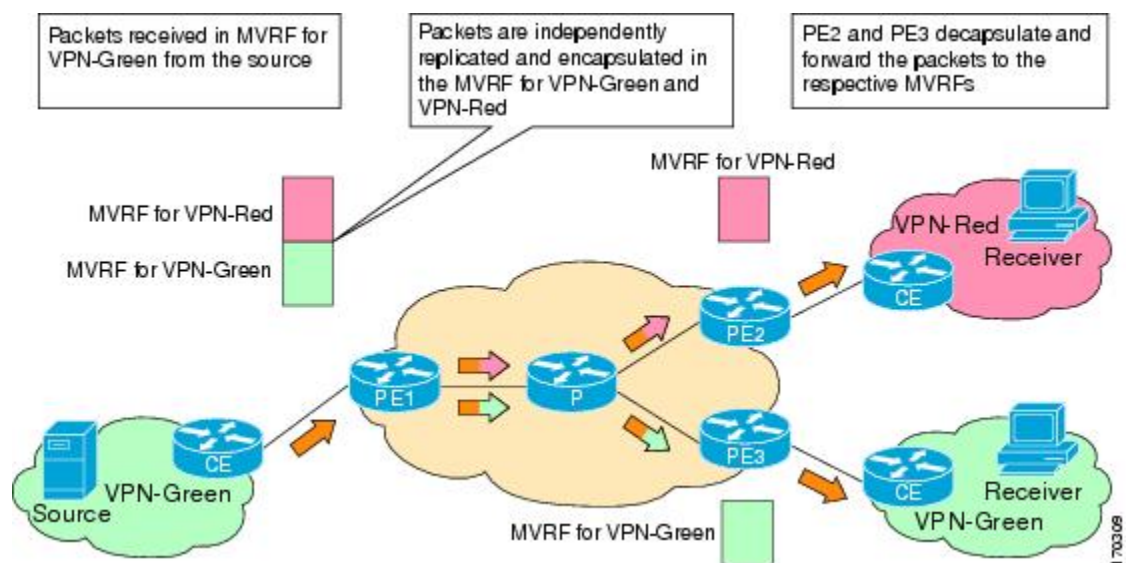 Packets received in MVRF for
VPN-Green from the source
Packets are independently
replicated and encapsulated in
the MVRF for VPN-Green and
VPN-Red
PE2 and PE3 decapsulate and
forward the packets to the
respective MVRFs
MVRF for VPN-Red
MVRF for VPN-Green
MVRF for VPN-Red
VPN-Red
Receiver
CE
PE2
PE1
P
PE3
CE
VPN-Green
Source
CE
Receiver
VPN-Green
MVRF for VPN-Green
170309